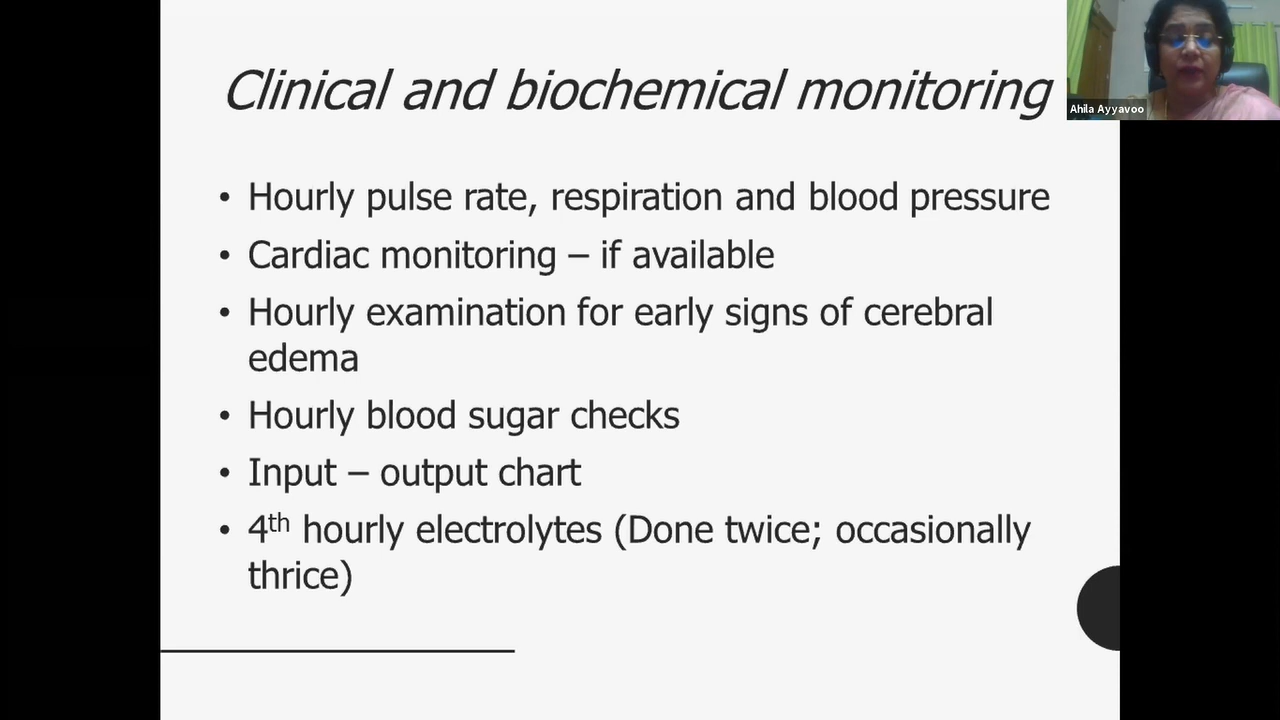 Clinical and biochemical monitoring
Ahila Ayyavoo
• Hourly pulse rate, respiration and blood pressure
• Cardiac monitoring – if available
• Hourly examination for early signs of cerebral
edema
• Hourly blood sugar checks
• Input – output chart
• 4th hourly electrolytes (Done twice; occasionally
thrice)